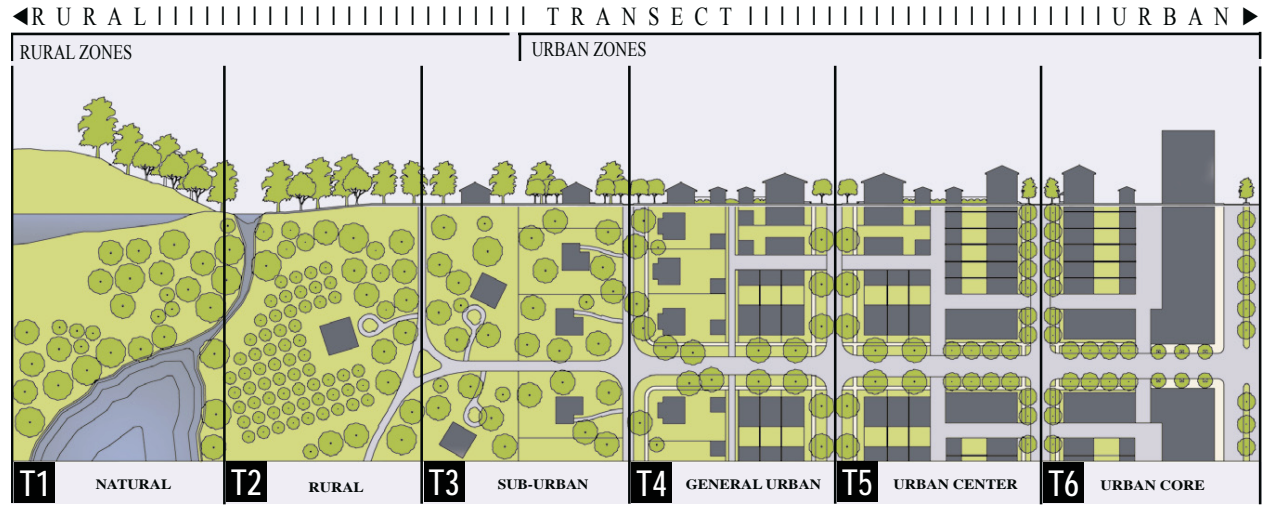 RURAL TRANSECT URBAN
RURAL ZONES URBAN ZONES
T1 NATURAL T2 RURAL T3 SUB-URBAN T4 GENERAL URBAN T5 URBAN CENTER T6 URBAN CORE